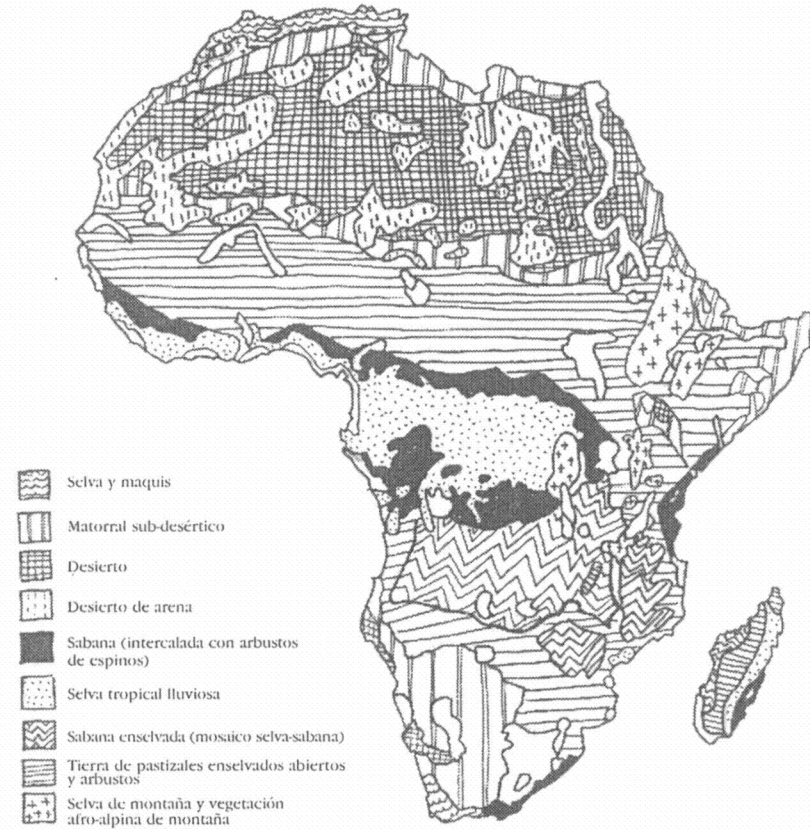 Selva y maquis
Matorral sub-desértico
Desierto
Desierto de arena
Sabana (intercalada con arbustos
de espinos)
Selva tropical lluviosa
Sabana enselvada (mosaico selva-sabana)
Tierra de pastizales enselvados abiertos
y arbustos
Selva de montaña y vegetación
afro-alpina de montaña